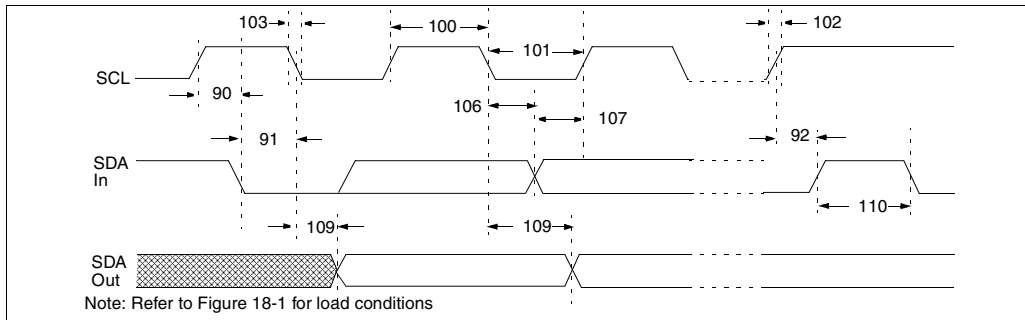 103
100
102
101
SCL
90
106
107
91
92
SDA
In
110
109
109
SDA
Out
Note: Refer to Figure 18-1 for load conditions